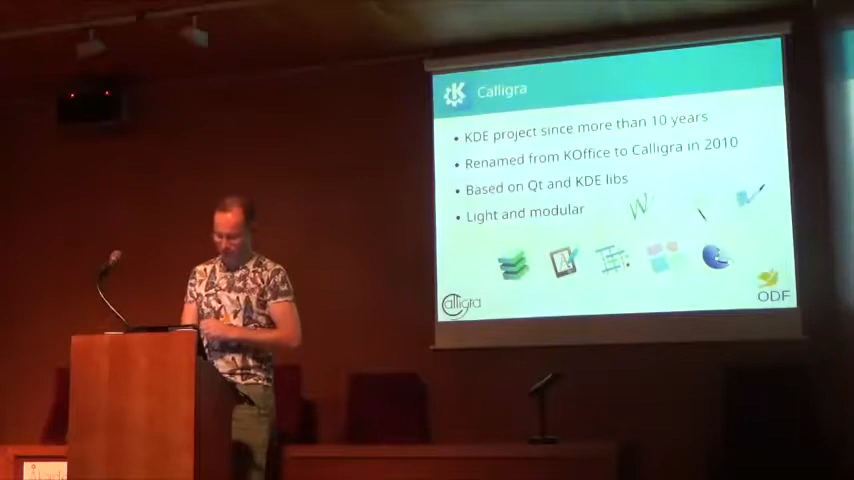 Calligra
• KDE project since more than 10 years
• Renamed from KOffice to Calligra in 2010
• Based on Qt and KDE libs
• Light and modular
Calligra
ODF